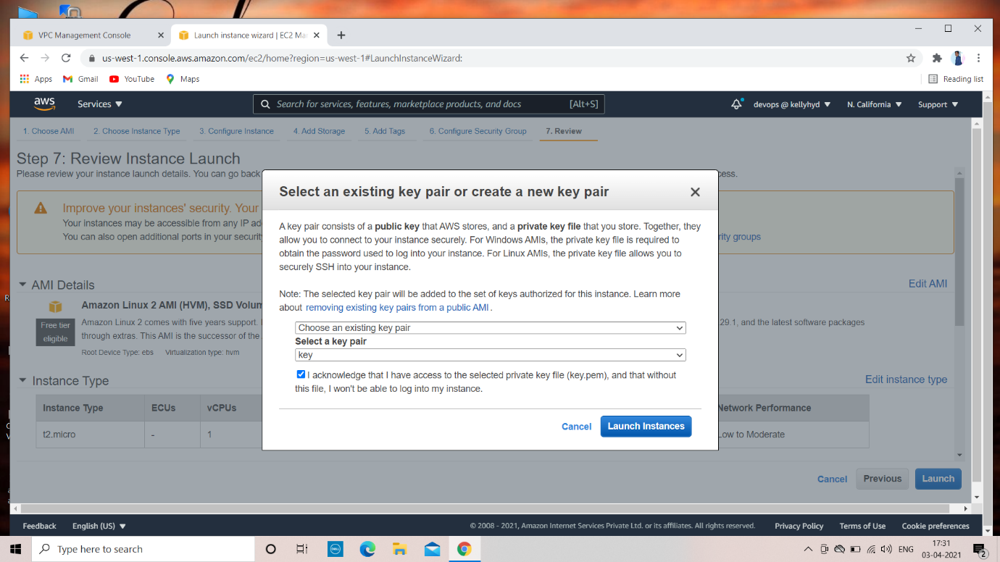 VPC Management Console
Launch instance wizard | EC2 Ma
us-west-1.console.aws.amazon.com/ec2/home?region=us-west-1#LaunchInstanceWizard:
Apps Gmail YouTube Maps Reading list
aws Services Search for services, features, marketplace products, and docs [Alt+S] devops @ kellyhyd N. California Support
1. Choose AMI 2. Choose Instance Type 3. Configure Instance 4. Add Storage 5. Add Tags 6. Configure Security Group 7. Review
Step 7: Review Instance Launch
Please review your instance launch details. You can go back cess.
Improve your instances' security. Your
Your instances may be accessible from any IP ad
You can also open additional ports in your securit rity groups
AMI Details Edit AMI
Amazon Linux 2 AMI (HVM), SSD Volum
Free tier eligible
Amazon Linux 2 comes with five years support. 29.1, and the latest software packages
through extras. This AMI is the successor of the
Root Device Type: ebs Virtualization type: hvm
Instance Type Edit instance type
Instance Type ECUs vCPUs Network Performance
t2.micro - 1 Low to Moderate
Select an existing key pair or create a new key pair
A key pair consists of a public key that AWS stores, and a private key file that you store. Together, they
allow you to connect to your instance securely. For Windows AMIs, the private key file is required to
obtain the password used to log into your instance. For Linux AMIs, the private key file allows you to
securely SSH into your instance.
Note: The selected key pair will be added to the set of keys authorized for this instance. Learn more
about removing existing key pairs from a public AMI .
Choose an existing key pair
Select a key pair
key
I acknowledge that I have access to the selected private key file (key.pem), and that without
this file, I won't be able to log into my instance.
Cancel Launch Instances
Cancel Previous Launch
Feedback English (US) © 2008 - 2021, Amazon Internet Services Private Ltd. or its affiliates. All rights reserved. Privacy Policy Terms of Use Cookie preferences
Type here to search
DELL
ENG
17:31
03-04-2021
2